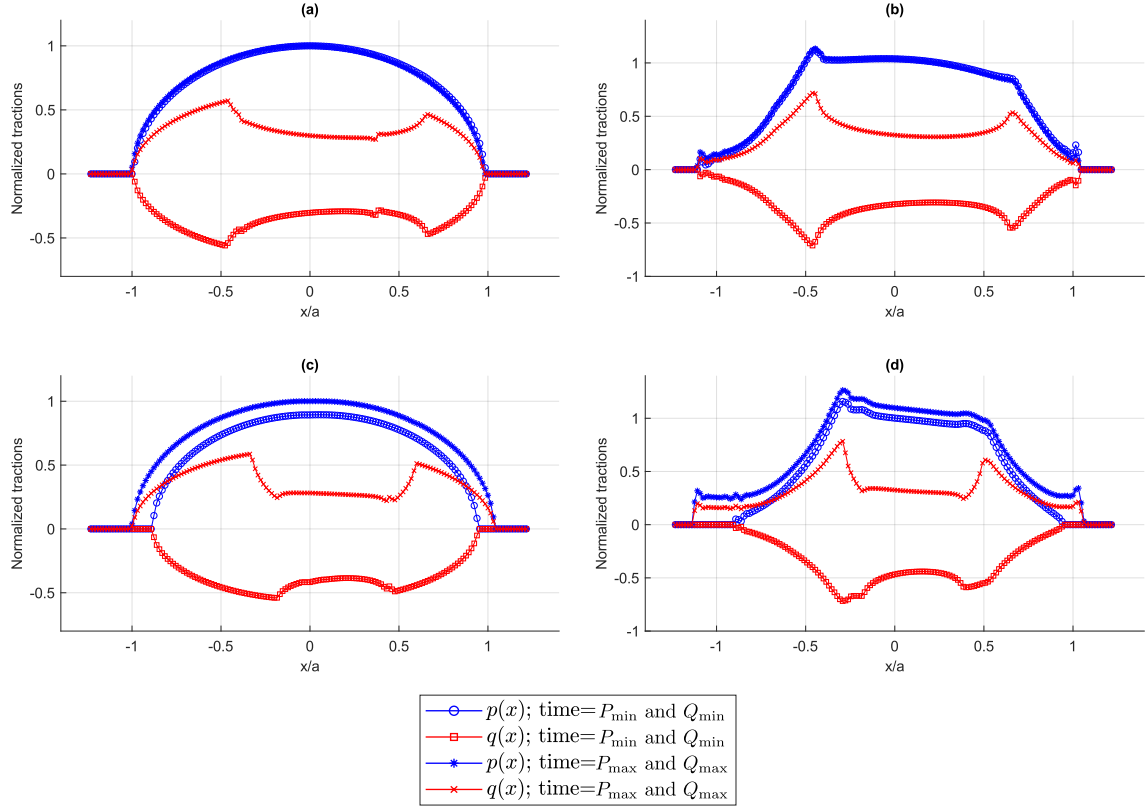 (a)
Normalized tractions
1
0.5
0
-0.5
-1
-0.5
0
0.5
1
x/a
(b)
Normalized tractions
1
0.5
0
-0.5
-1
-1
-0.5
0
0.5
1
x/a
(c)
Normalized tractions
1
0.5
0
-0.5
-1
-0.5
0
0.5
1
x/a
(d)
Normalized tractions
1
0.5
0
-0.5
-1
-1
-0.5
0
0.5
1
x/a
p(x); time=P_min and Q_min
q(x); time=P_min and Q_min
p(x); time=P_max and Q_max
q(x); time=P_max and Q_max